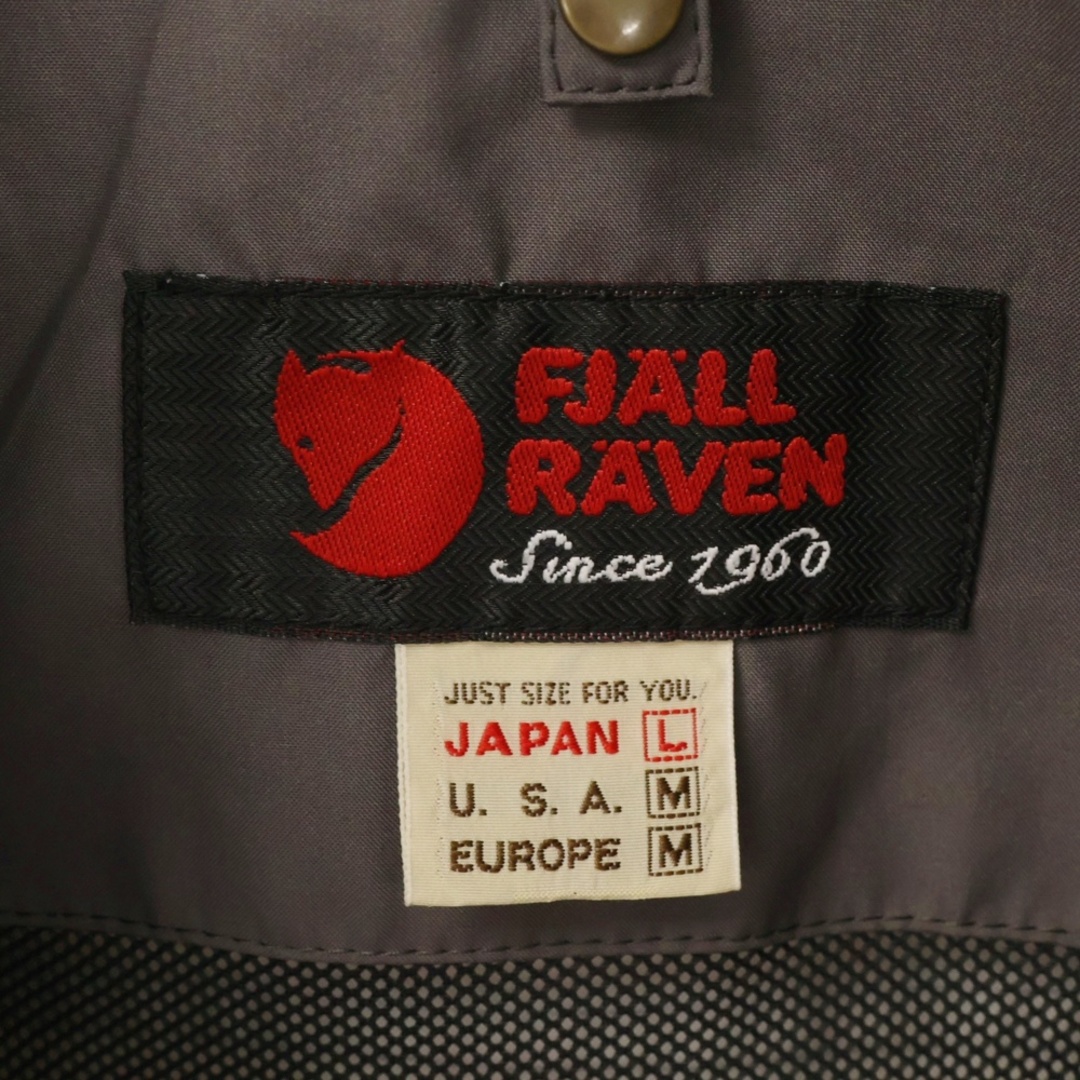 FJÄLL
RÄVEN
Since 1960
JUST SIZE FOR YOU.
JAPAN L
U. S. A. M
EUROPE M